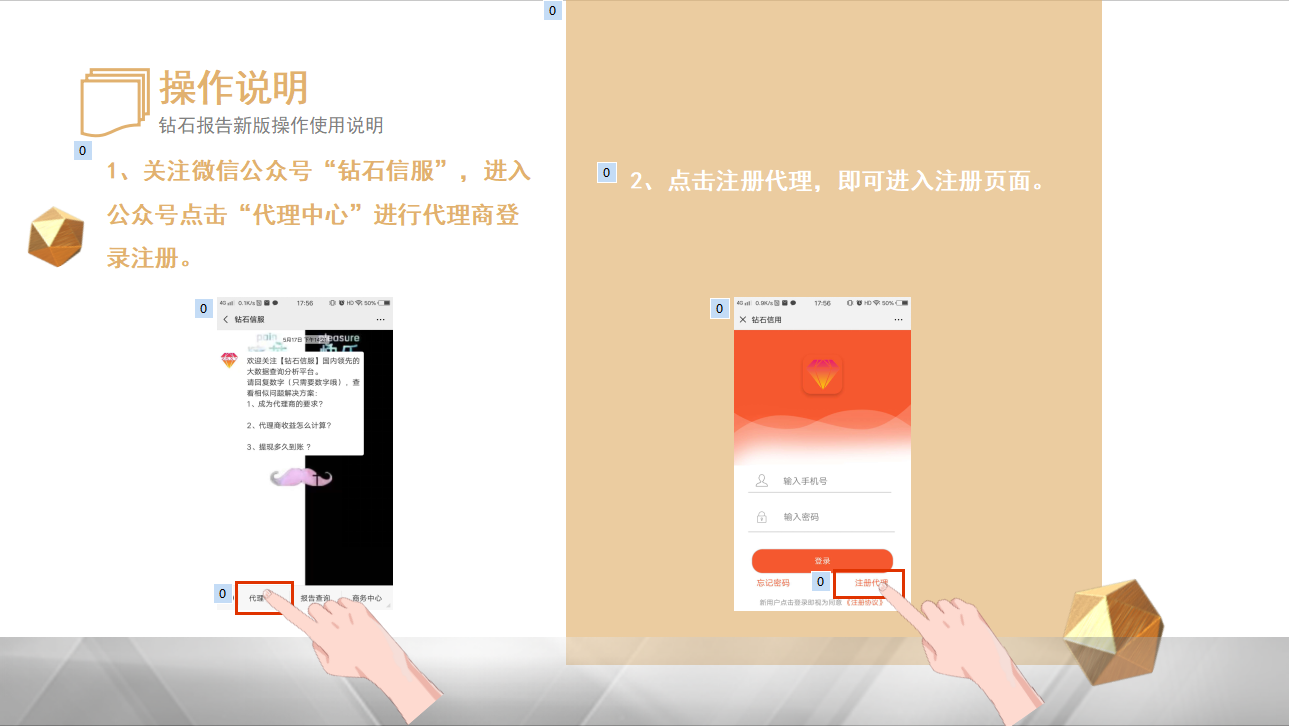 0
操作说明
钻石报告新版操作使用说明
0
1、关注微信公众号“钻石信服”，进入
公众号点击“代理中心”进行代理商登
录注册。
0
17:56
HD 50%
钻石信服
pain
pleasure
快乐
5月17日 下午14:21
欢迎关注【钻石信服】国内领先的
大数据查询分析平台。
请回复数字（只需要数字哦），查
看相似问题解决方案：
1、成为代理商的要求？
2、代理商收益怎么计算？
3、提现多久到账 ？
0
代理
报告查询
商务中心
0
2、点击注册代理，即可进入注册页面。
0
4G 0.9K/s
17:56
HD 50%
钻石信用
输入手机号
输入密码
登录
忘记密码
0
注册代理
新用户点击登录即视为同意《注册协议》